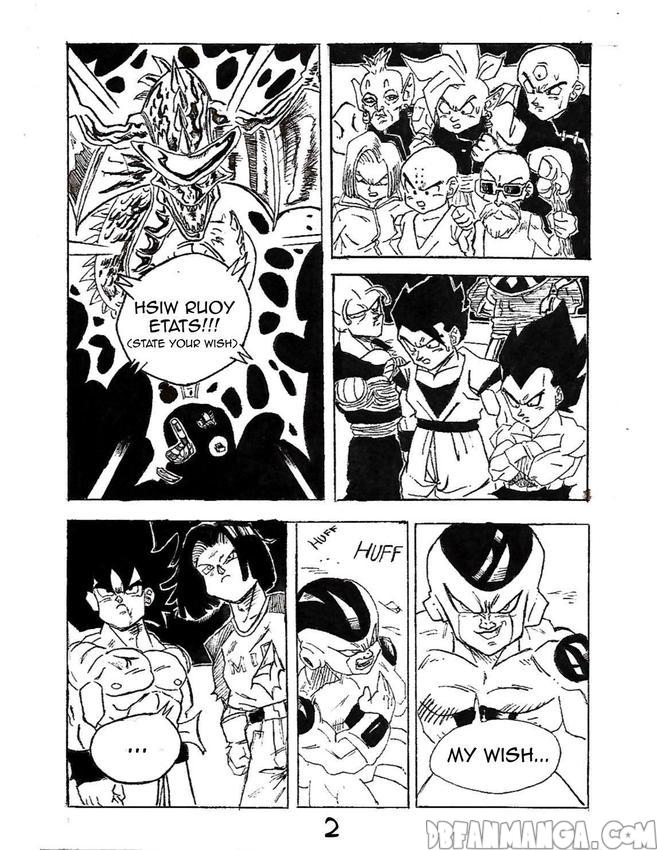 HSIW RUOY
ETATS!!!
(STATE YOUR WISH)
...
HUFF
HUFF
MY WISH...
2
DBFANMANGA.COM